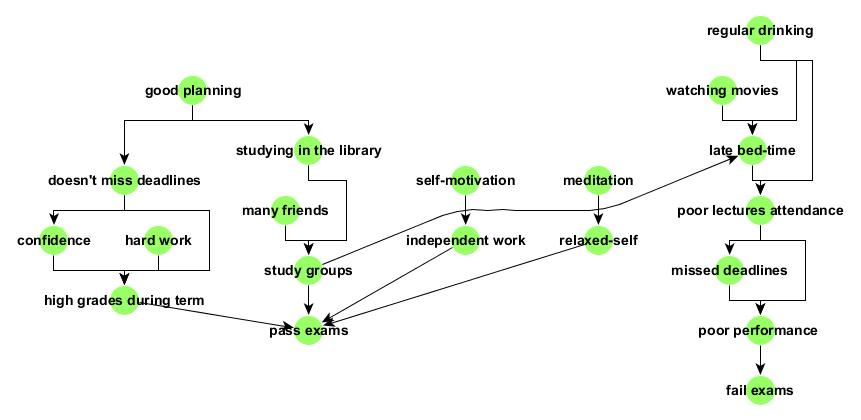 regular drinking
good planning
watching movies
studying in the library
late bed-time
doesn't miss deadlines
self-motivation
meditation
many friends
poor lectures attendance
confidence
hard work
independent work
relaxed-self
study groups
missed deadlines
high grades during term
pass exams
poor performance
fail exams